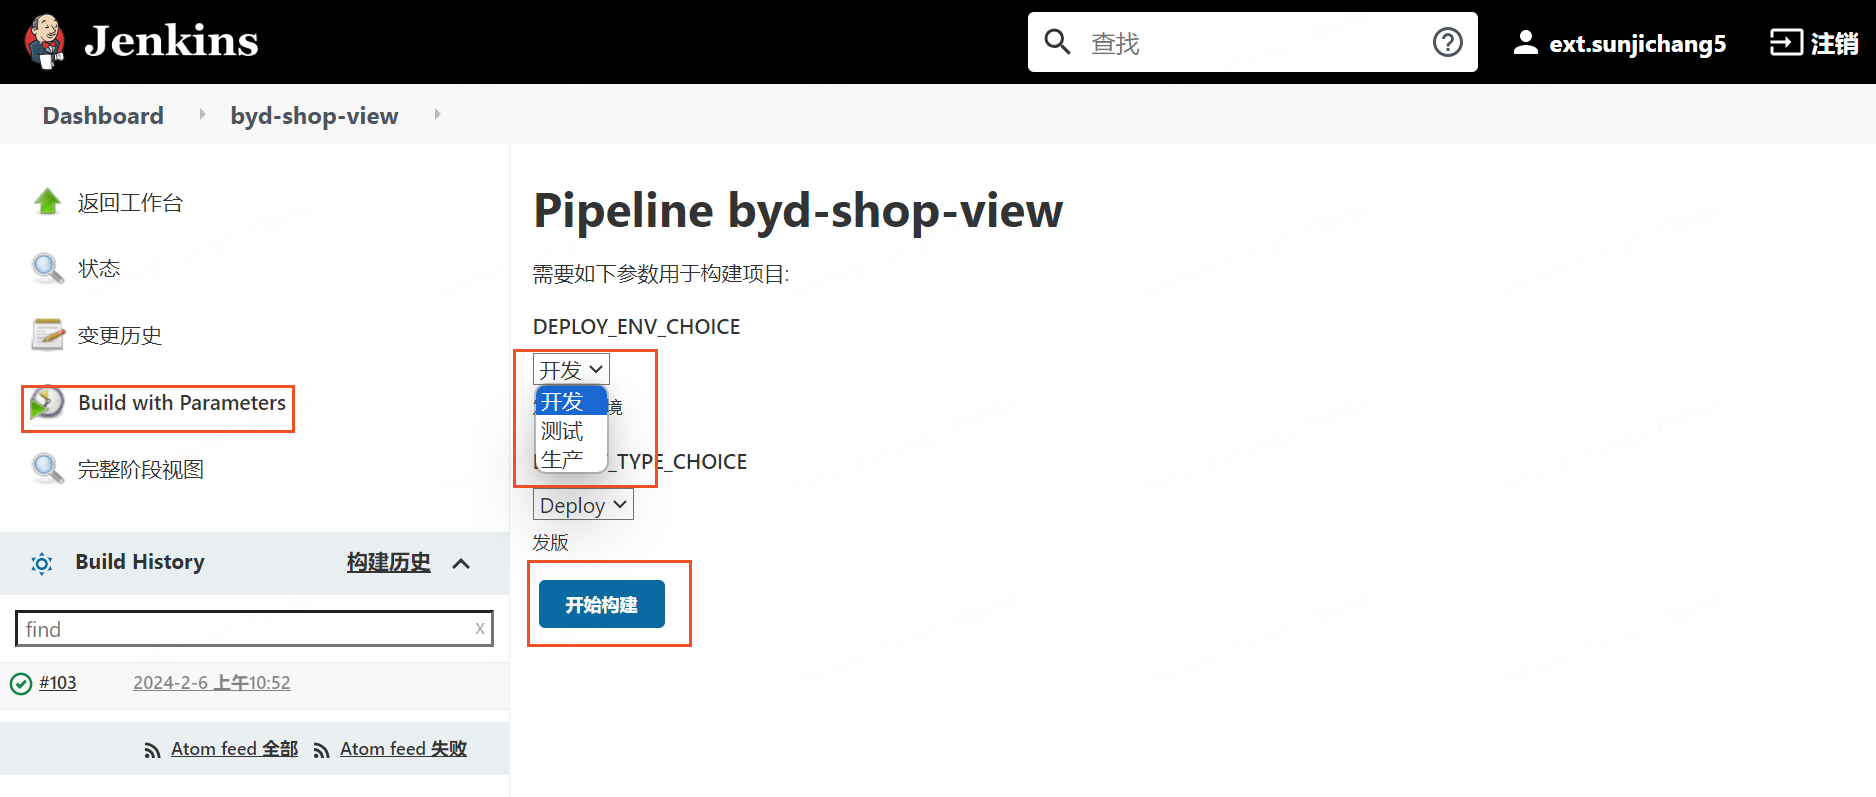 Jenkins
查找
ext.sunjichang5
注销
Dashboard
byd-shop-view
返回工作台
状态
变更历史
Build with Parameters
完整阶段视图
Build History
构建历史
find
X
#103
2024-2-6 上午10:52
Atom feed 全部
Atom feed 失败
Pipeline byd-shop-view
需要如下参数用于构建项目:
DEPLOY_ENV_CHOICE
开发
开发
测试
生产
境
_TYPE_CHOICE
Deploy
发版
开始构建